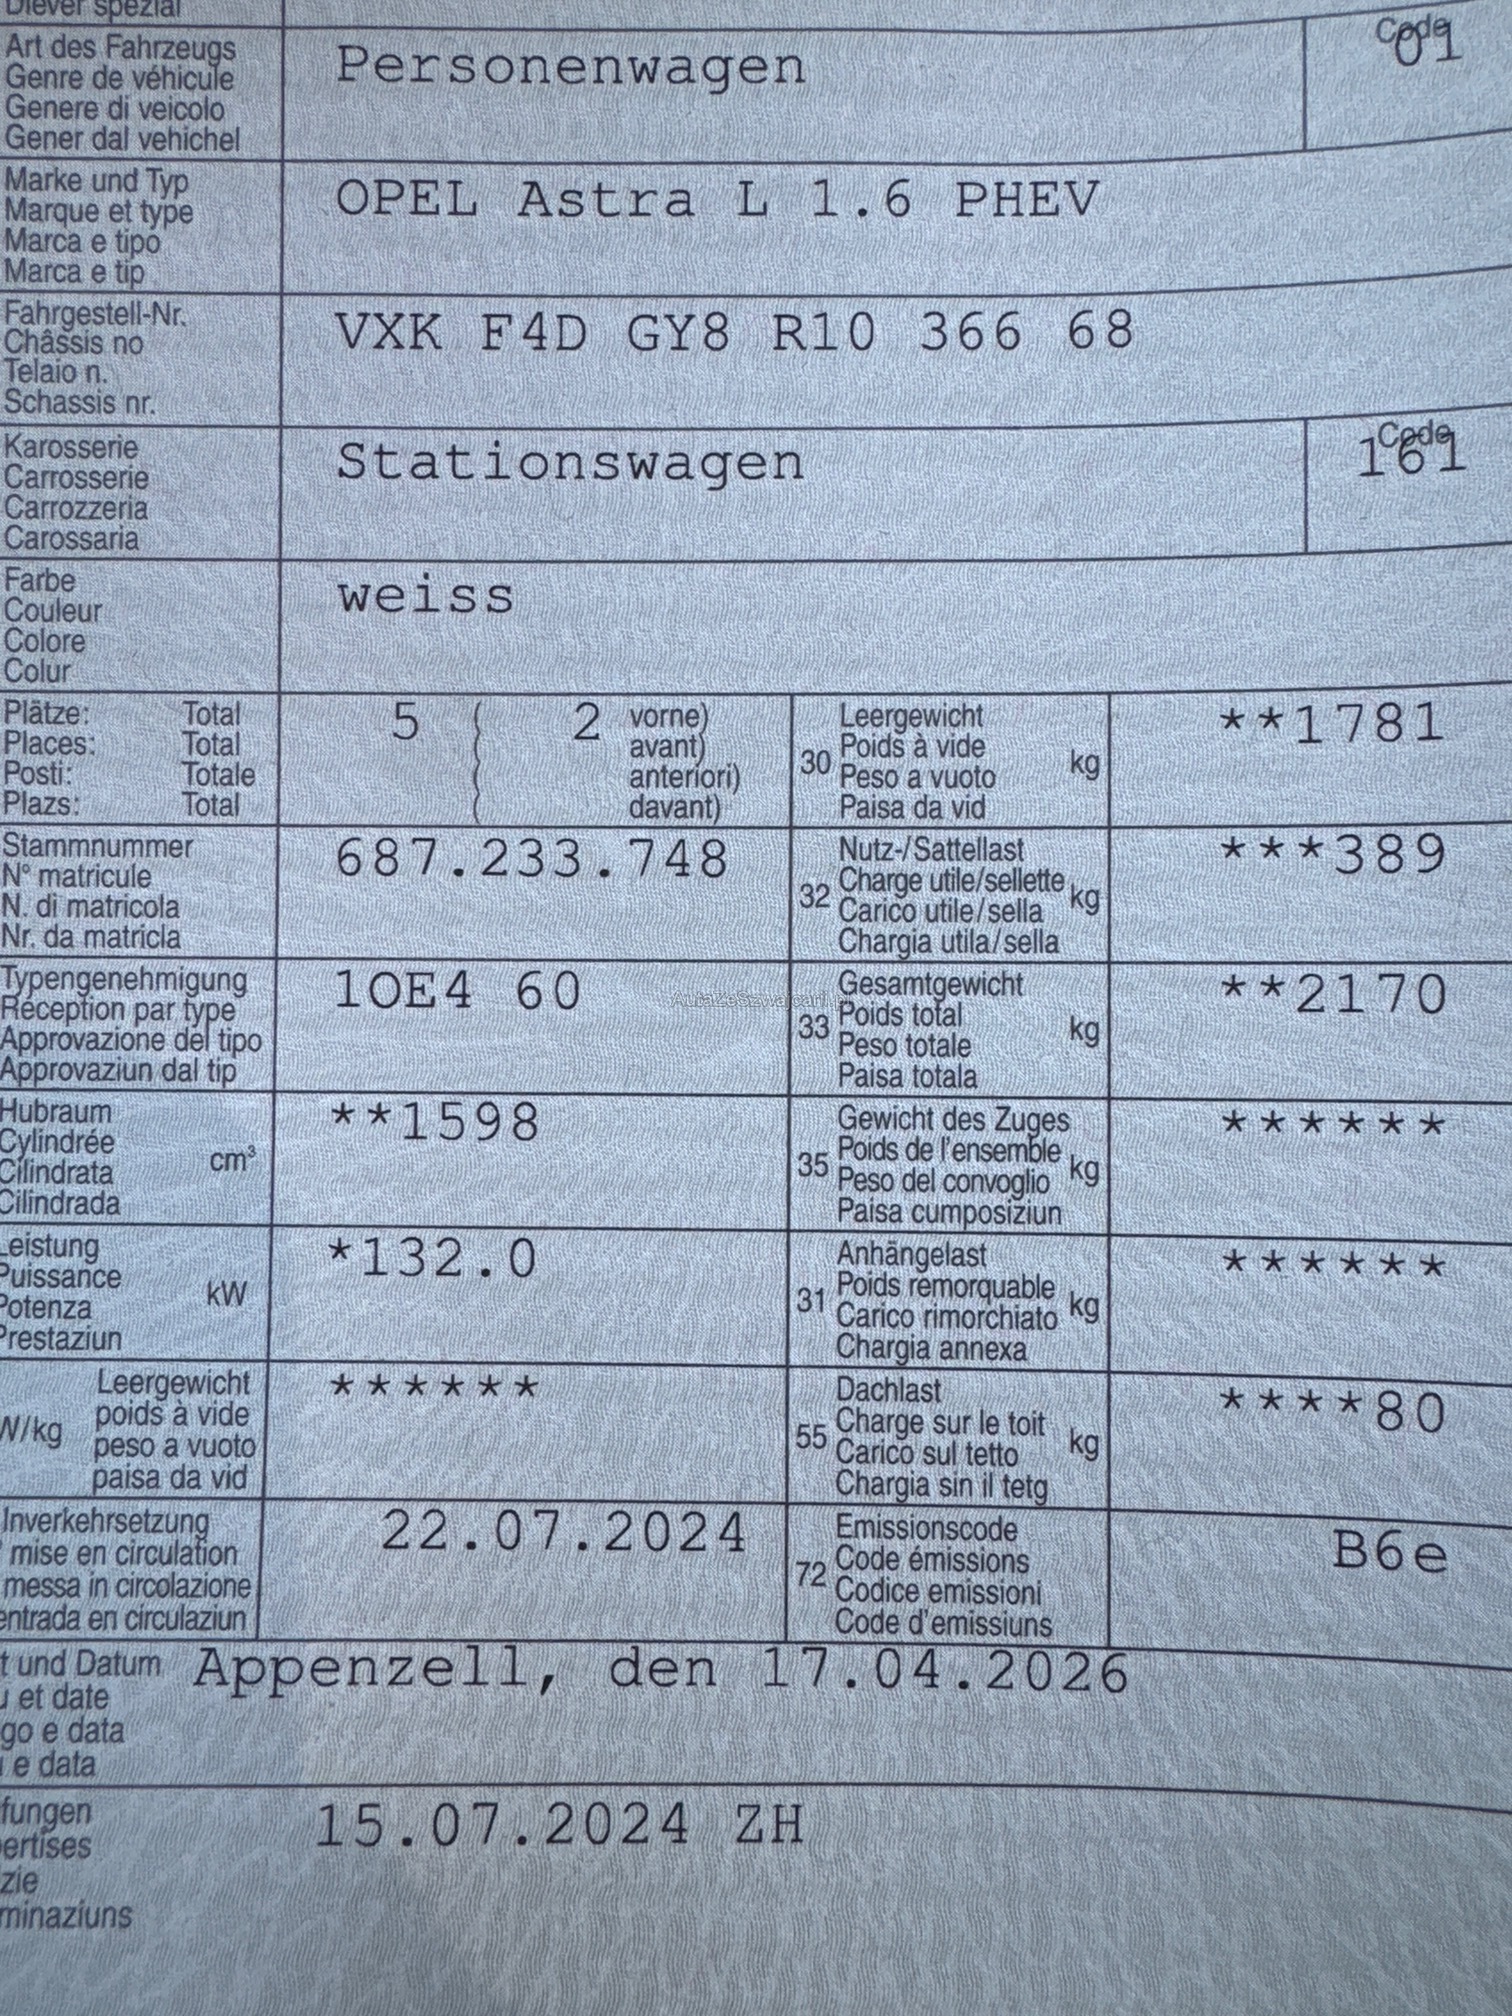 Art des Fahrzeugs
Genre de véhicule
Genere di veicolo
Gener dal vehichel
Personenwagen
Code
01
Marke und Typ
Marque et type
Marca e tipo
Marca e tip
OPEL Astra L 1.6 PHEV
Fahrgestell-Nr.
Châssis no
Telaio n.
Schassis nr.
VXK F4D GY8 R10 366 68
Karosserie
Carrosserie
Carrozzeria
Carossaria
Stationswagen
Code
161
Farbe
Couleur
Colore
Colur
weiss
Plätze: Total
Places: Total
Posti: Totale
Plazs: Total
5 ( 2 vorne)
( avant)
( anteriori)
( davant)
30
Leergewicht
Poids à vide
Peso a vuoto
Paisa da vid
kg
**1781
Stammnummer
N° matricule
N. di matricola
Nr. da matricla
687.233.748
32
Nutz-/Sattellast
Charge utile/sellette
Carico utile/sella
Chargia utila/sella
kg
***389
Typengenehmigung
Réception par type
Approvazione del tipo
Approvaziun dal tip
1OE4 60
33
Gesamtgewicht
Poids total
Peso totale
Paisa totala
kg
**2170
Hubraum
Cylindrée
Cilindrata
Cilindrada
cm³
**1598
35
Gewicht des Zuges
Poids de l'ensemble
Peso del convoglio
Paisa cumposiziun
kg
******
Leistung
Puissance
Potenza
Prestaziun
kW
*132.0
31
Anhängelast
Poids remorquable
Carico rimorchiato
Chargia annexa
kg
******
W/kg
Leergewicht
poids à vide
peso a vuoto
paisa da vid
******
55
Dachlast
Charge sur le toit
Carico sul tetto
Chargia sin il tetg
kg
****80
Inverkehrsetzung
mise en circulation
messa in circolazione
entrada en circulaziun
22.07.2024
72
Emissionscode
Code émissions
Codice emissioni
Code d'emissiuns
B6e
t und Datum
et date
go e data
e data
Appenzell, den 17.04.2026
fungen
ertises
zie
minaziuns
15.07.2024 ZH